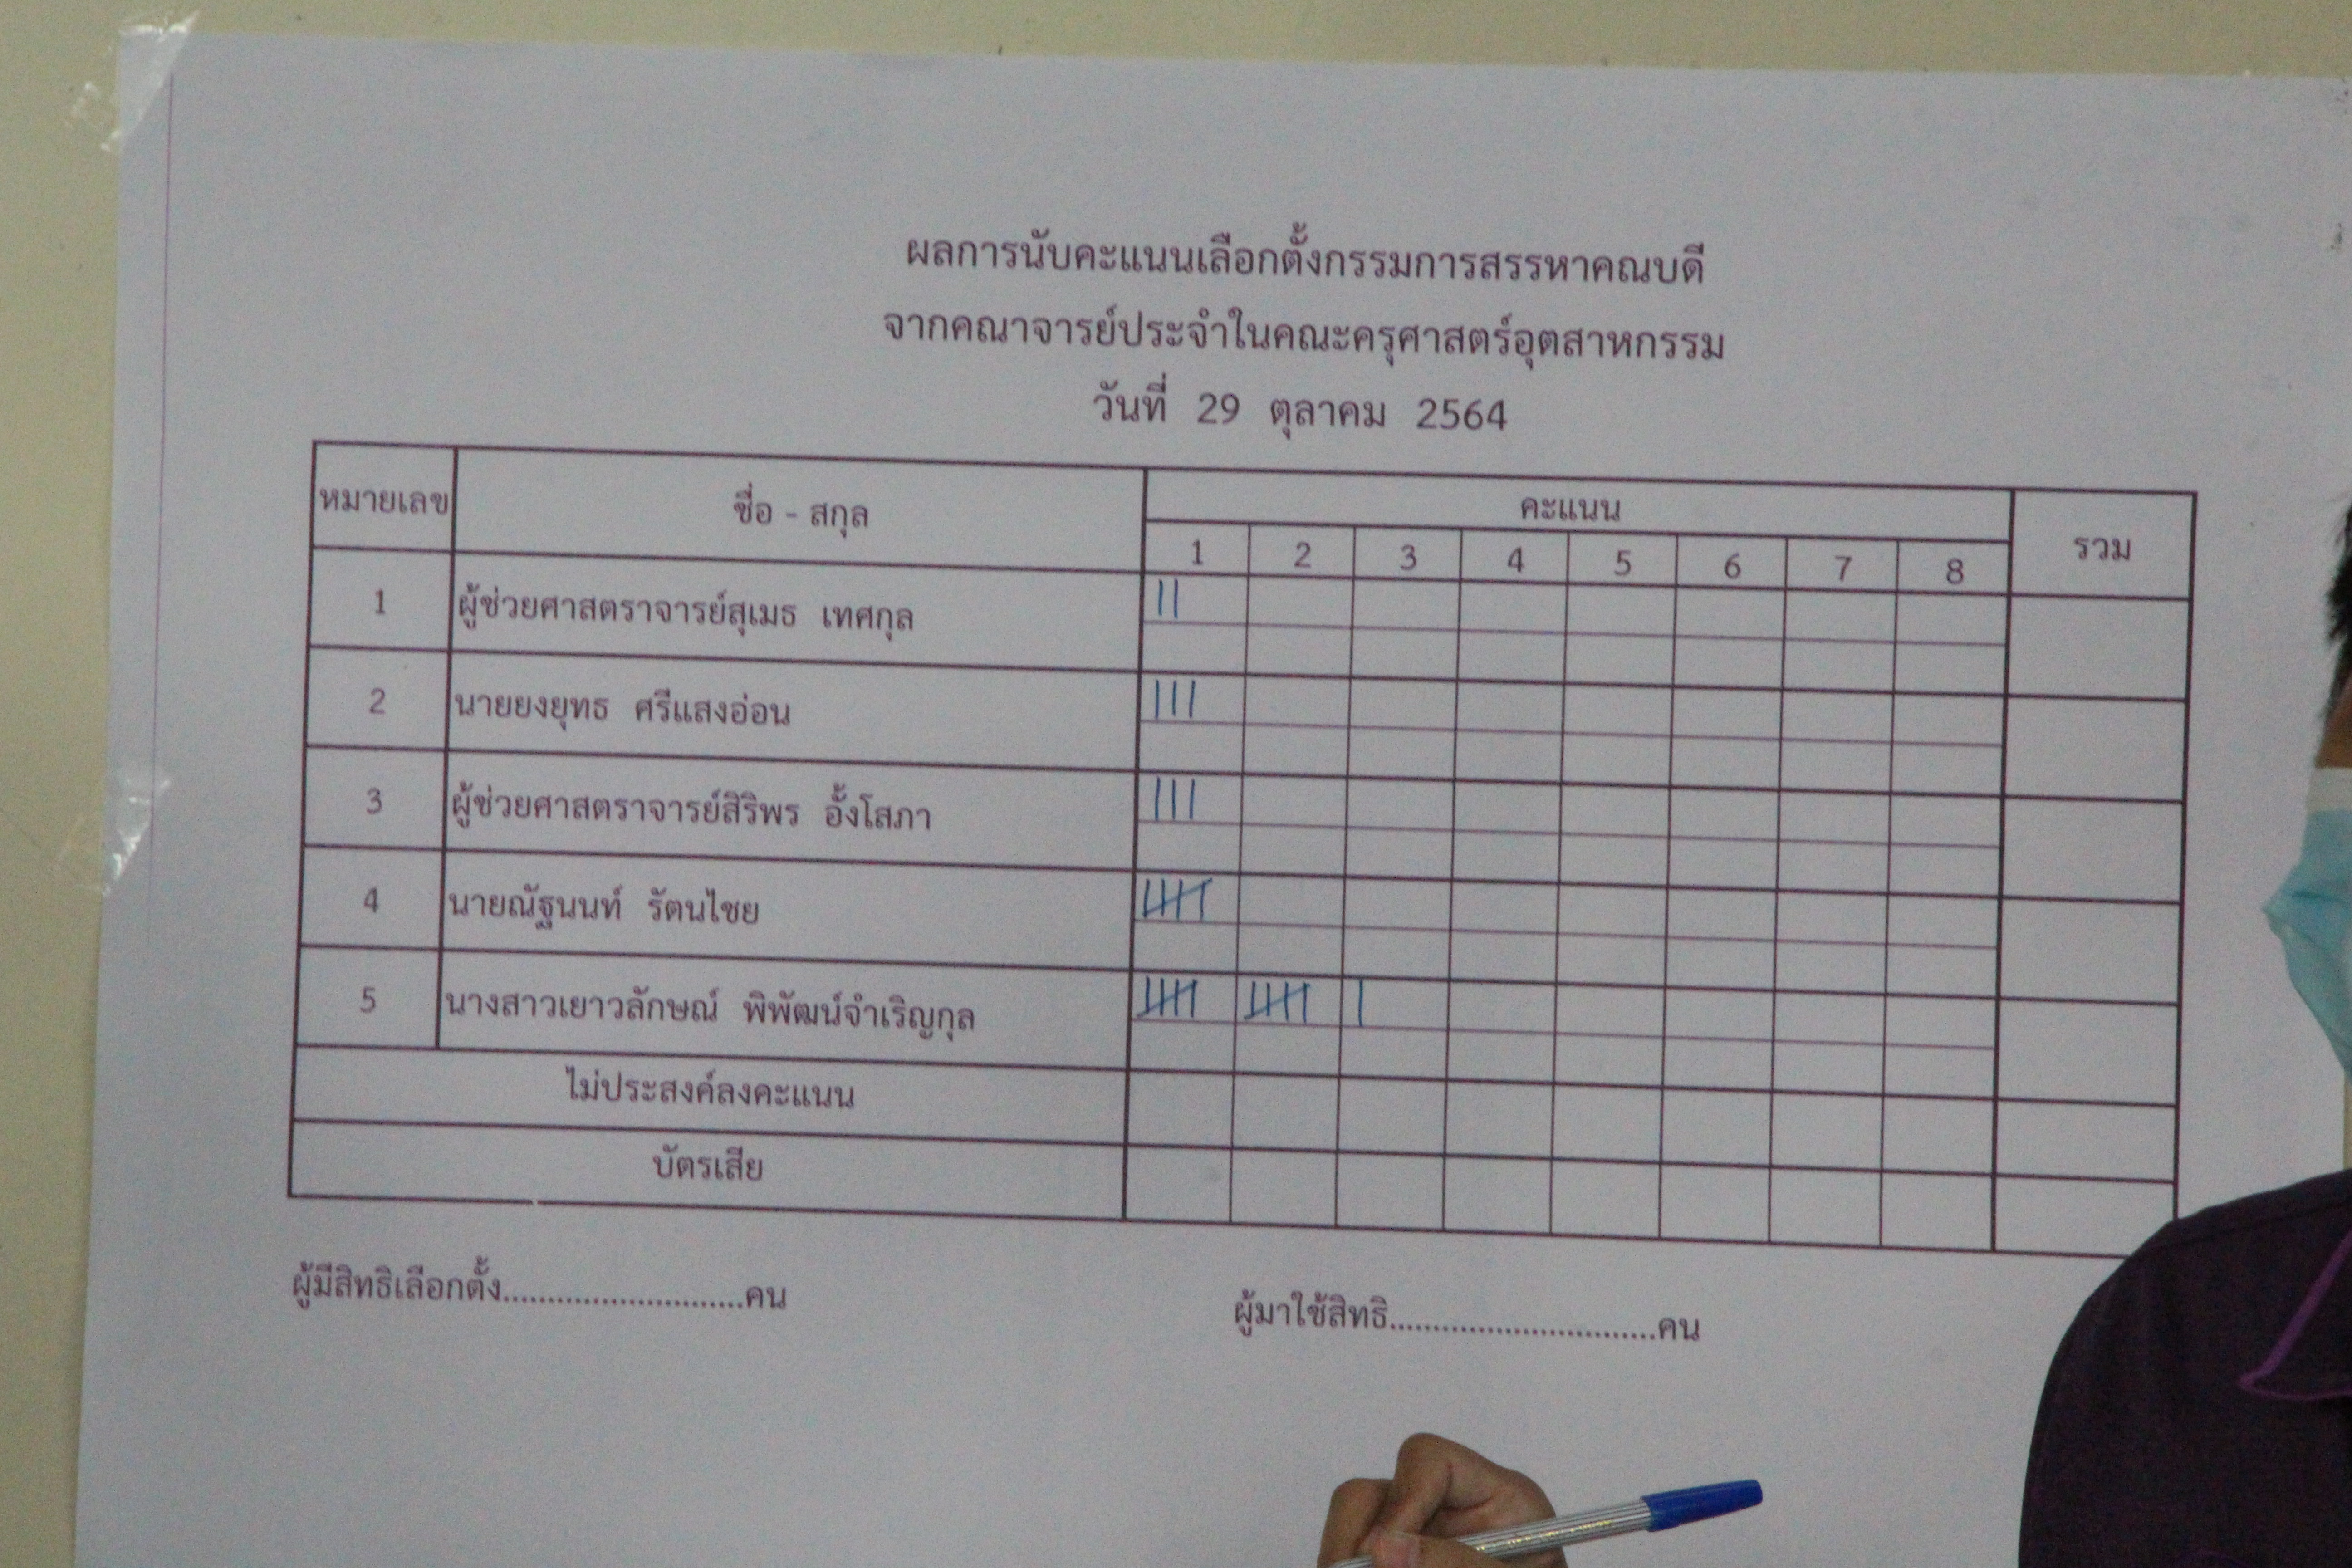 ผลการนับคะแนนเลือกตั้งกรรมการสรรหาคณบดี
จากคณาจารย์ประจำในคณะครุศาสตร์อุตสาหกรรม
วันที่ 29 ตุลาคม 2564
หมายเลข ชื่อ - สกุล คะแนน รวม
1 2 3 4 5 6 7 8
1 ผู้ช่วยศาสตราจารย์สุเมธ เทศกุล
2 นายยงยุทธ ศรีแสงอ่อน
3 ผู้ช่วยศาสตราจารย์สิริพร อั้งโสภา
4 นายณัฐนนท์ รัตนไชย
5 นางสาวเยาวลักษณ์ พิพัฒน์จำเริญกุล
ไม่ประสงค์ลงคะแนน
บัตรเสีย
ผู้มีสิทธิเลือกตั้ง...........................คน ผู้มาใช้สิทธิ..............................คน